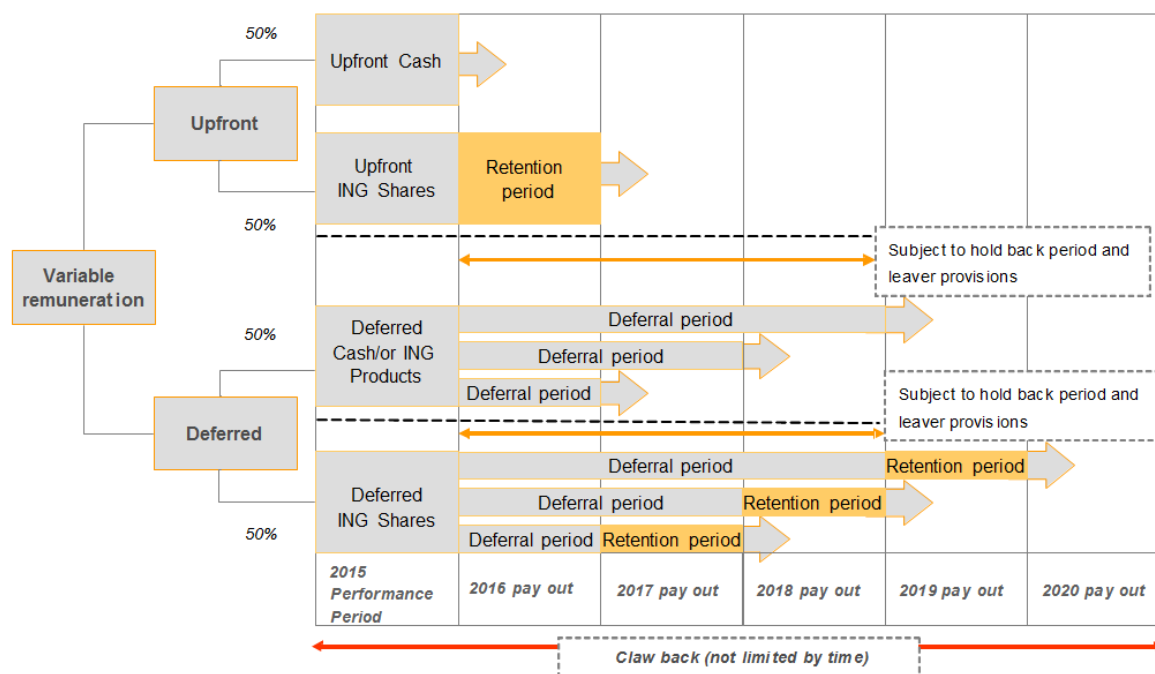 50%
Upfront Cash
Upfront
Upfront
ING Shares
Retention
period
50%
Subject to hold back period and
leaver provisions
Variable
remuneration
50%
Deferred
Cash/or ING
Products
Deferral period
Deferral period
Deferral period
Subject to hold back period and
leaver provisions
Deferred
Deferred
ING Shares
Deferral period
Retention period
Deferral period
Retention period
Deferral period
Retention period
50%
2015
Performance
Period
2016 pay out
2017 pay out
2018 pay out
2019 pay out
2020 pay out
Claw back (not limited by time)